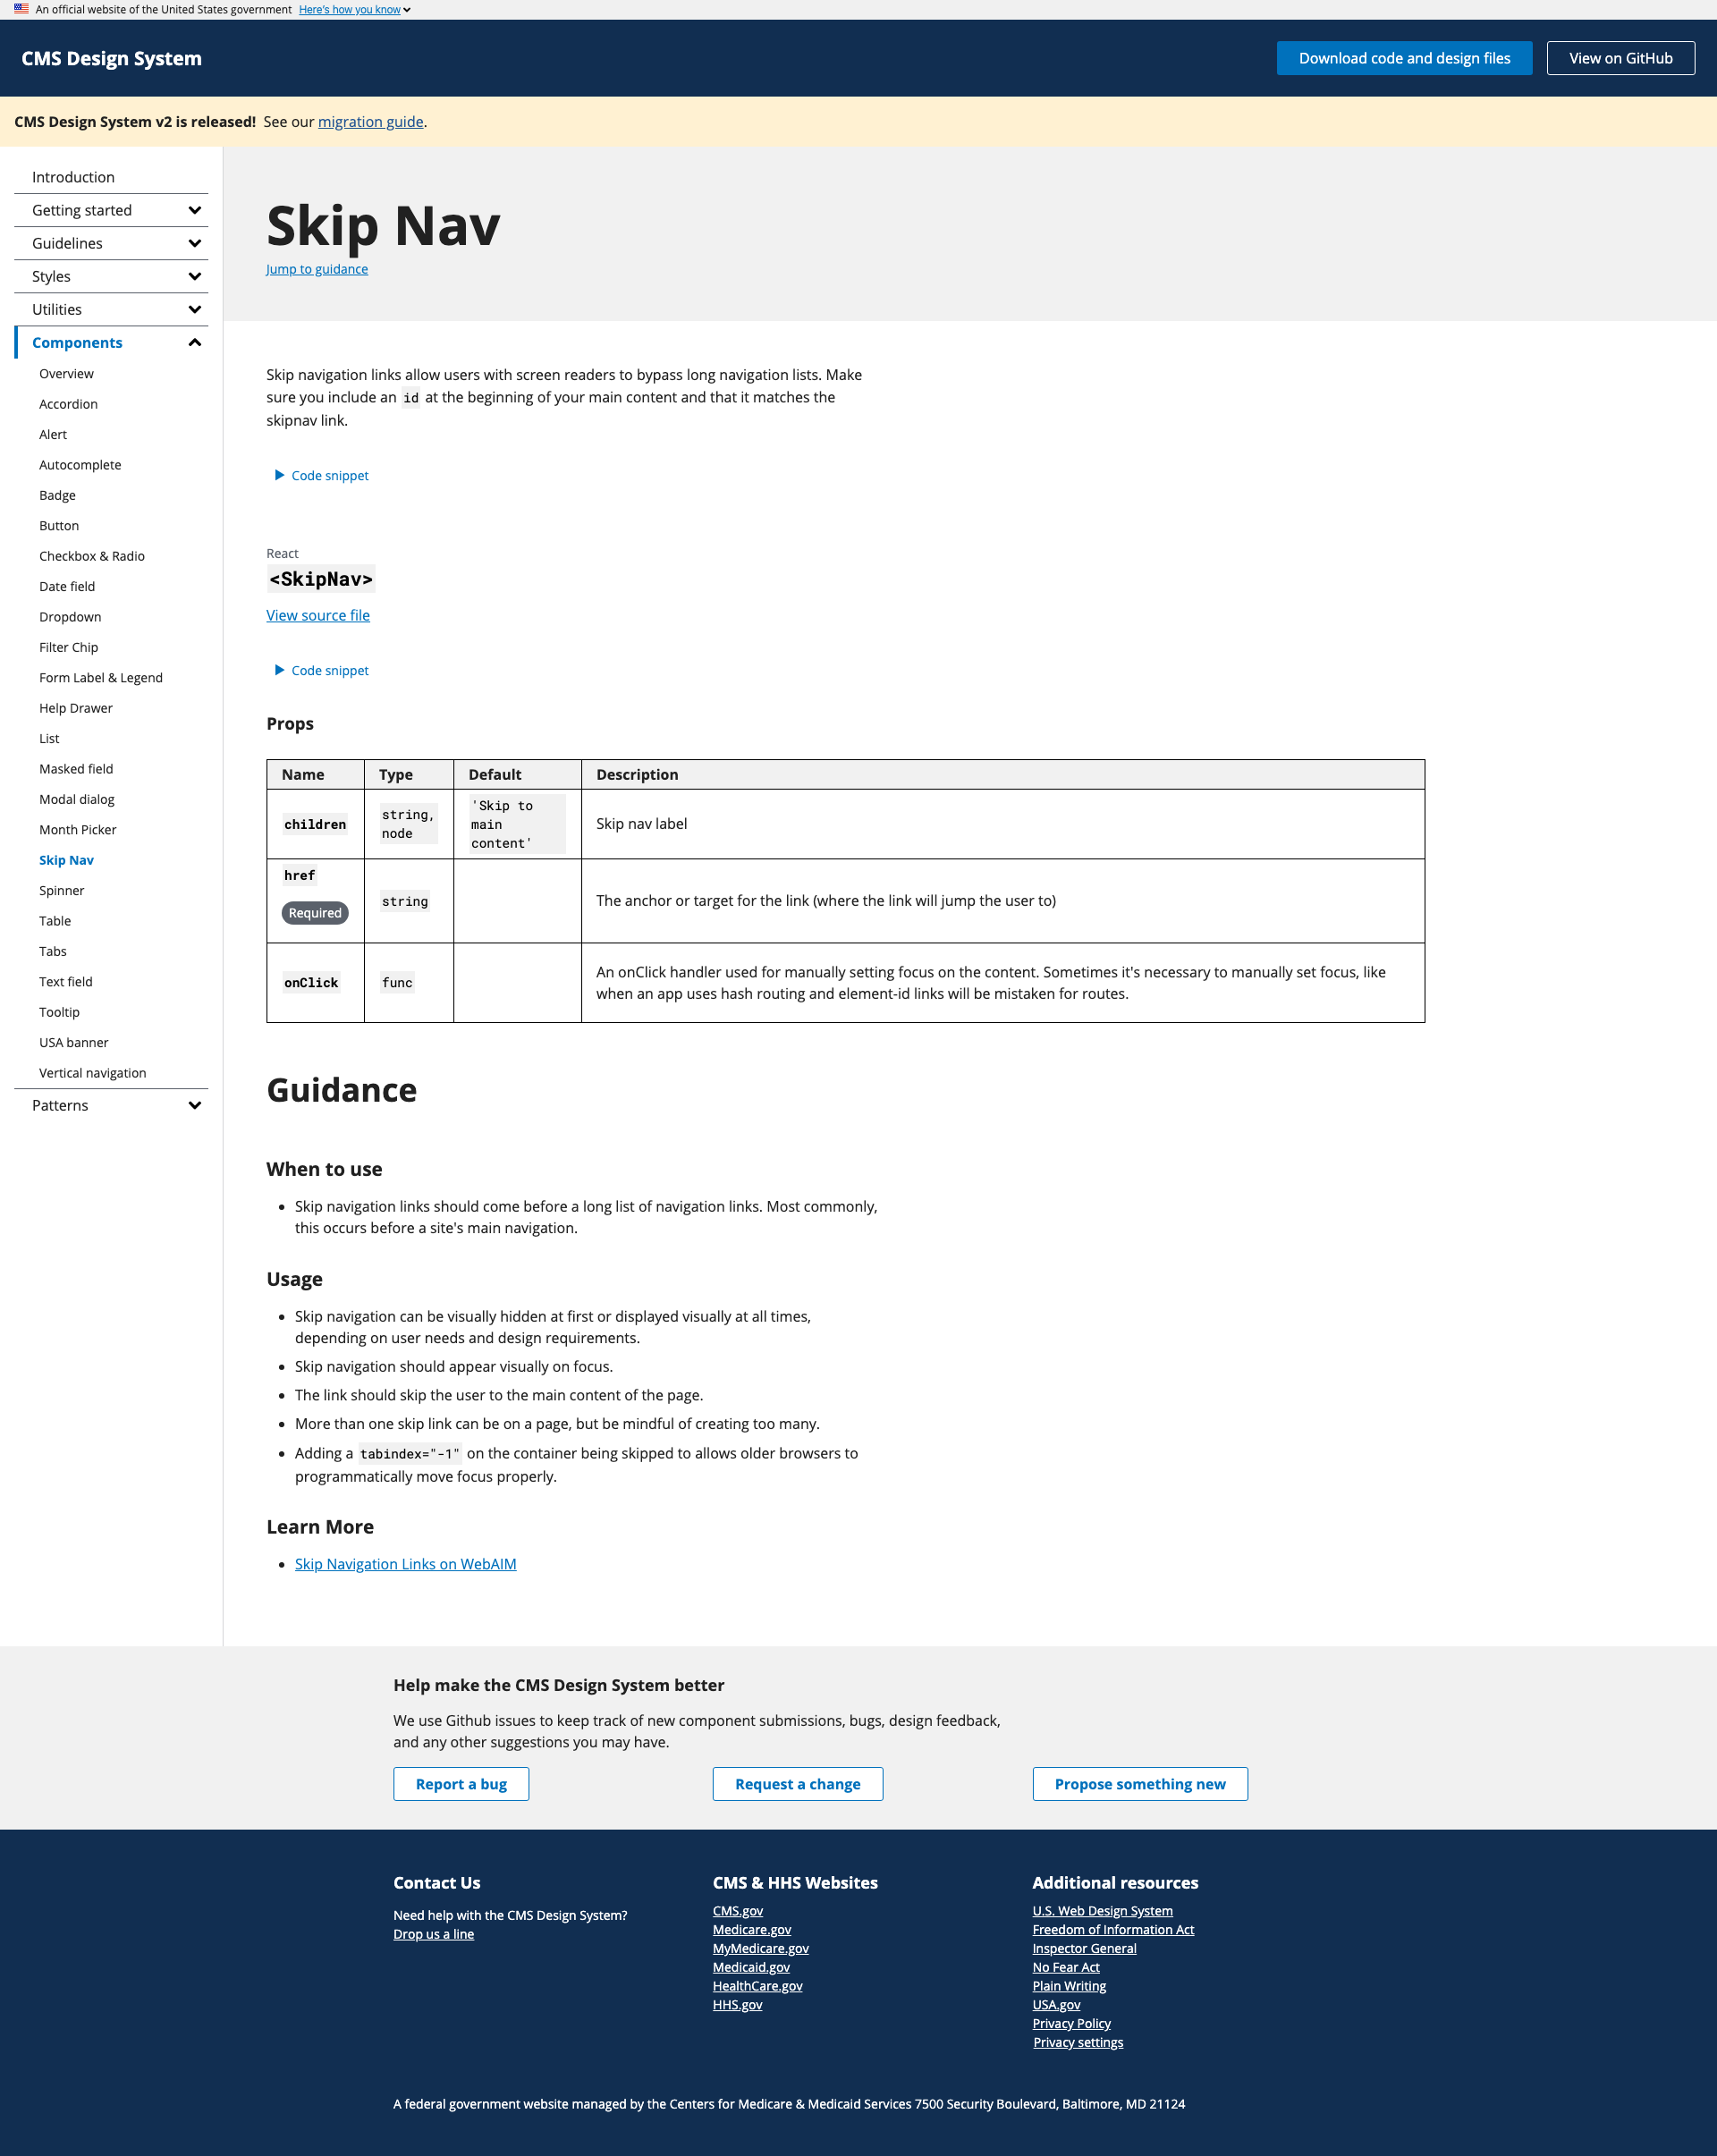 An official website of the United States government Here's how you know
CMS Design System
Download code and design files
View on GitHub
CMS Design System v2 is released! See our migration guide.
Introduction
Getting started
Guidelines
Styles
Utilities
Components
Overview
Accordion
Alert
Autocomplete
Badge
Button
Checkbox & Radio
Date field
Dropdown
Filter Chip
Form Label & Legend
Help Drawer
List
Masked field
Modal dialog
Month Picker
Skip Nav
Spinner
Table
Tabs
Text field
Tooltip
USA banner
Vertical navigation
Patterns
Skip Nav
Jump to guidance
Skip navigation links allow users with screen readers to bypass long navigation lists. Make
sure you include an id at the beginning of your main content and that it matches the
skipnav link.
Code snippet
React
<SkipNav>
View source file
Code snippet
Props
Name Type Default Description
children string, node 'Skip to main content' Skip nav label
href Required string The anchor or target for the link (where the link will jump the user to)
onClick func An onClick handler used for manually setting focus on the content. Sometimes it's necessary to manually set focus, like
when an app uses hash routing and element-id links will be mistaken for routes.
Guidance
When to use
Skip navigation links should come before a long list of navigation links. Most commonly,
this occurs before a site's main navigation.
Usage
Skip navigation can be visually hidden at first or displayed visually at all times,
depending on user needs and design requirements.
Skip navigation should appear visually on focus.
The link should skip the user to the main content of the page.
More than one skip link can be on a page, but be mindful of creating too many.
Adding a tabindex="-1" on the container being skipped to allows older browsers to
programmatically move focus properly.
Learn More
Skip Navigation Links on WebAIM
Help make the CMS Design System better
We use Github issues to keep track of new component submissions, bugs, design feedback,
and any other suggestions you may have.
Report a bug
Request a change
Propose something new
Contact Us
Need help with the CMS Design System?
Drop us a line
CMS & HHS Websites
CMS.gov
Medicare.gov
MyMedicare.gov
Medicaid.gov
HealthCare.gov
HHS.gov
Additional resources
U.S. Web Design System
Freedom of Information Act
Inspector General
No Fear Act
Plain Writing
USA.gov
Privacy Policy
Privacy settings
A federal government website managed by the Centers for Medicare & Medicaid Services 7500 Security Boulevard, Baltimore, MD 21124